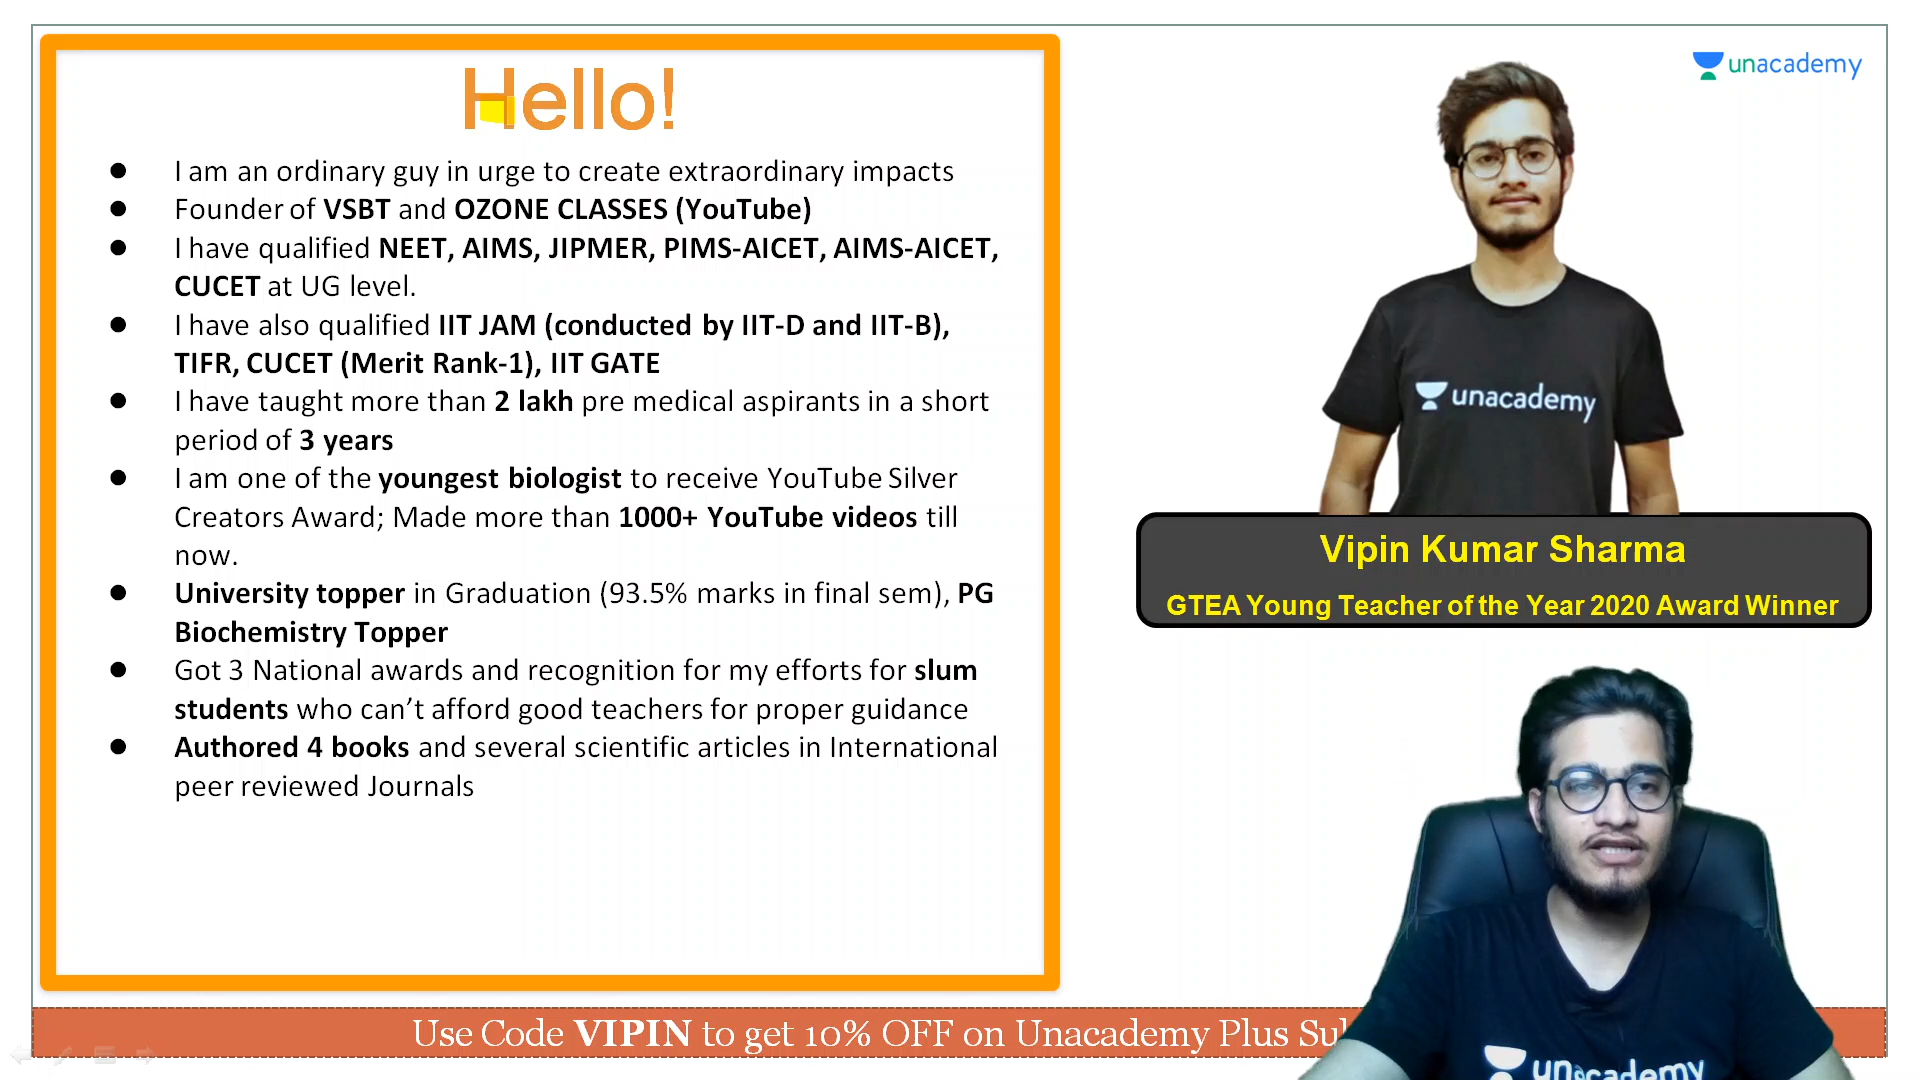 Hello!
I am an ordinary guy in urge to create extraordinary impacts
Founder of VSBT and OZONE CLASSES (YouTube)
I have qualified NEET, AIMS, JIPMER, PIMS-AICET, AIMS-AICET,
CUCET at UG level.
I have also qualified IIT JAM (conducted by IIT-D and IIT-B),
TIFR, CUCET (Merit Rank-1), IIT GATE
I have taught more than 2 lakh pre medical aspirants in a short
period of 3 years
I am one of the youngest biologist to receive YouTube Silver
Creators Award; Made more than 1000+ YouTube videos till
now.
University topper in Graduation (93.5% marks in final sem), PG
Biochemistry Topper
Got 3 National awards and recognition for my efforts for slum
students who can’t afford good teachers for proper guidance
Authored 4 books and several scientific articles in International
peer reviewed Journals
unacademy
unacademy
Vipin Kumar Sharma
GTEA Young Teacher of the Year 2020 Award Winner
Use Code VIPIN to get 10% OFF on Unacademy Plus
unacademy